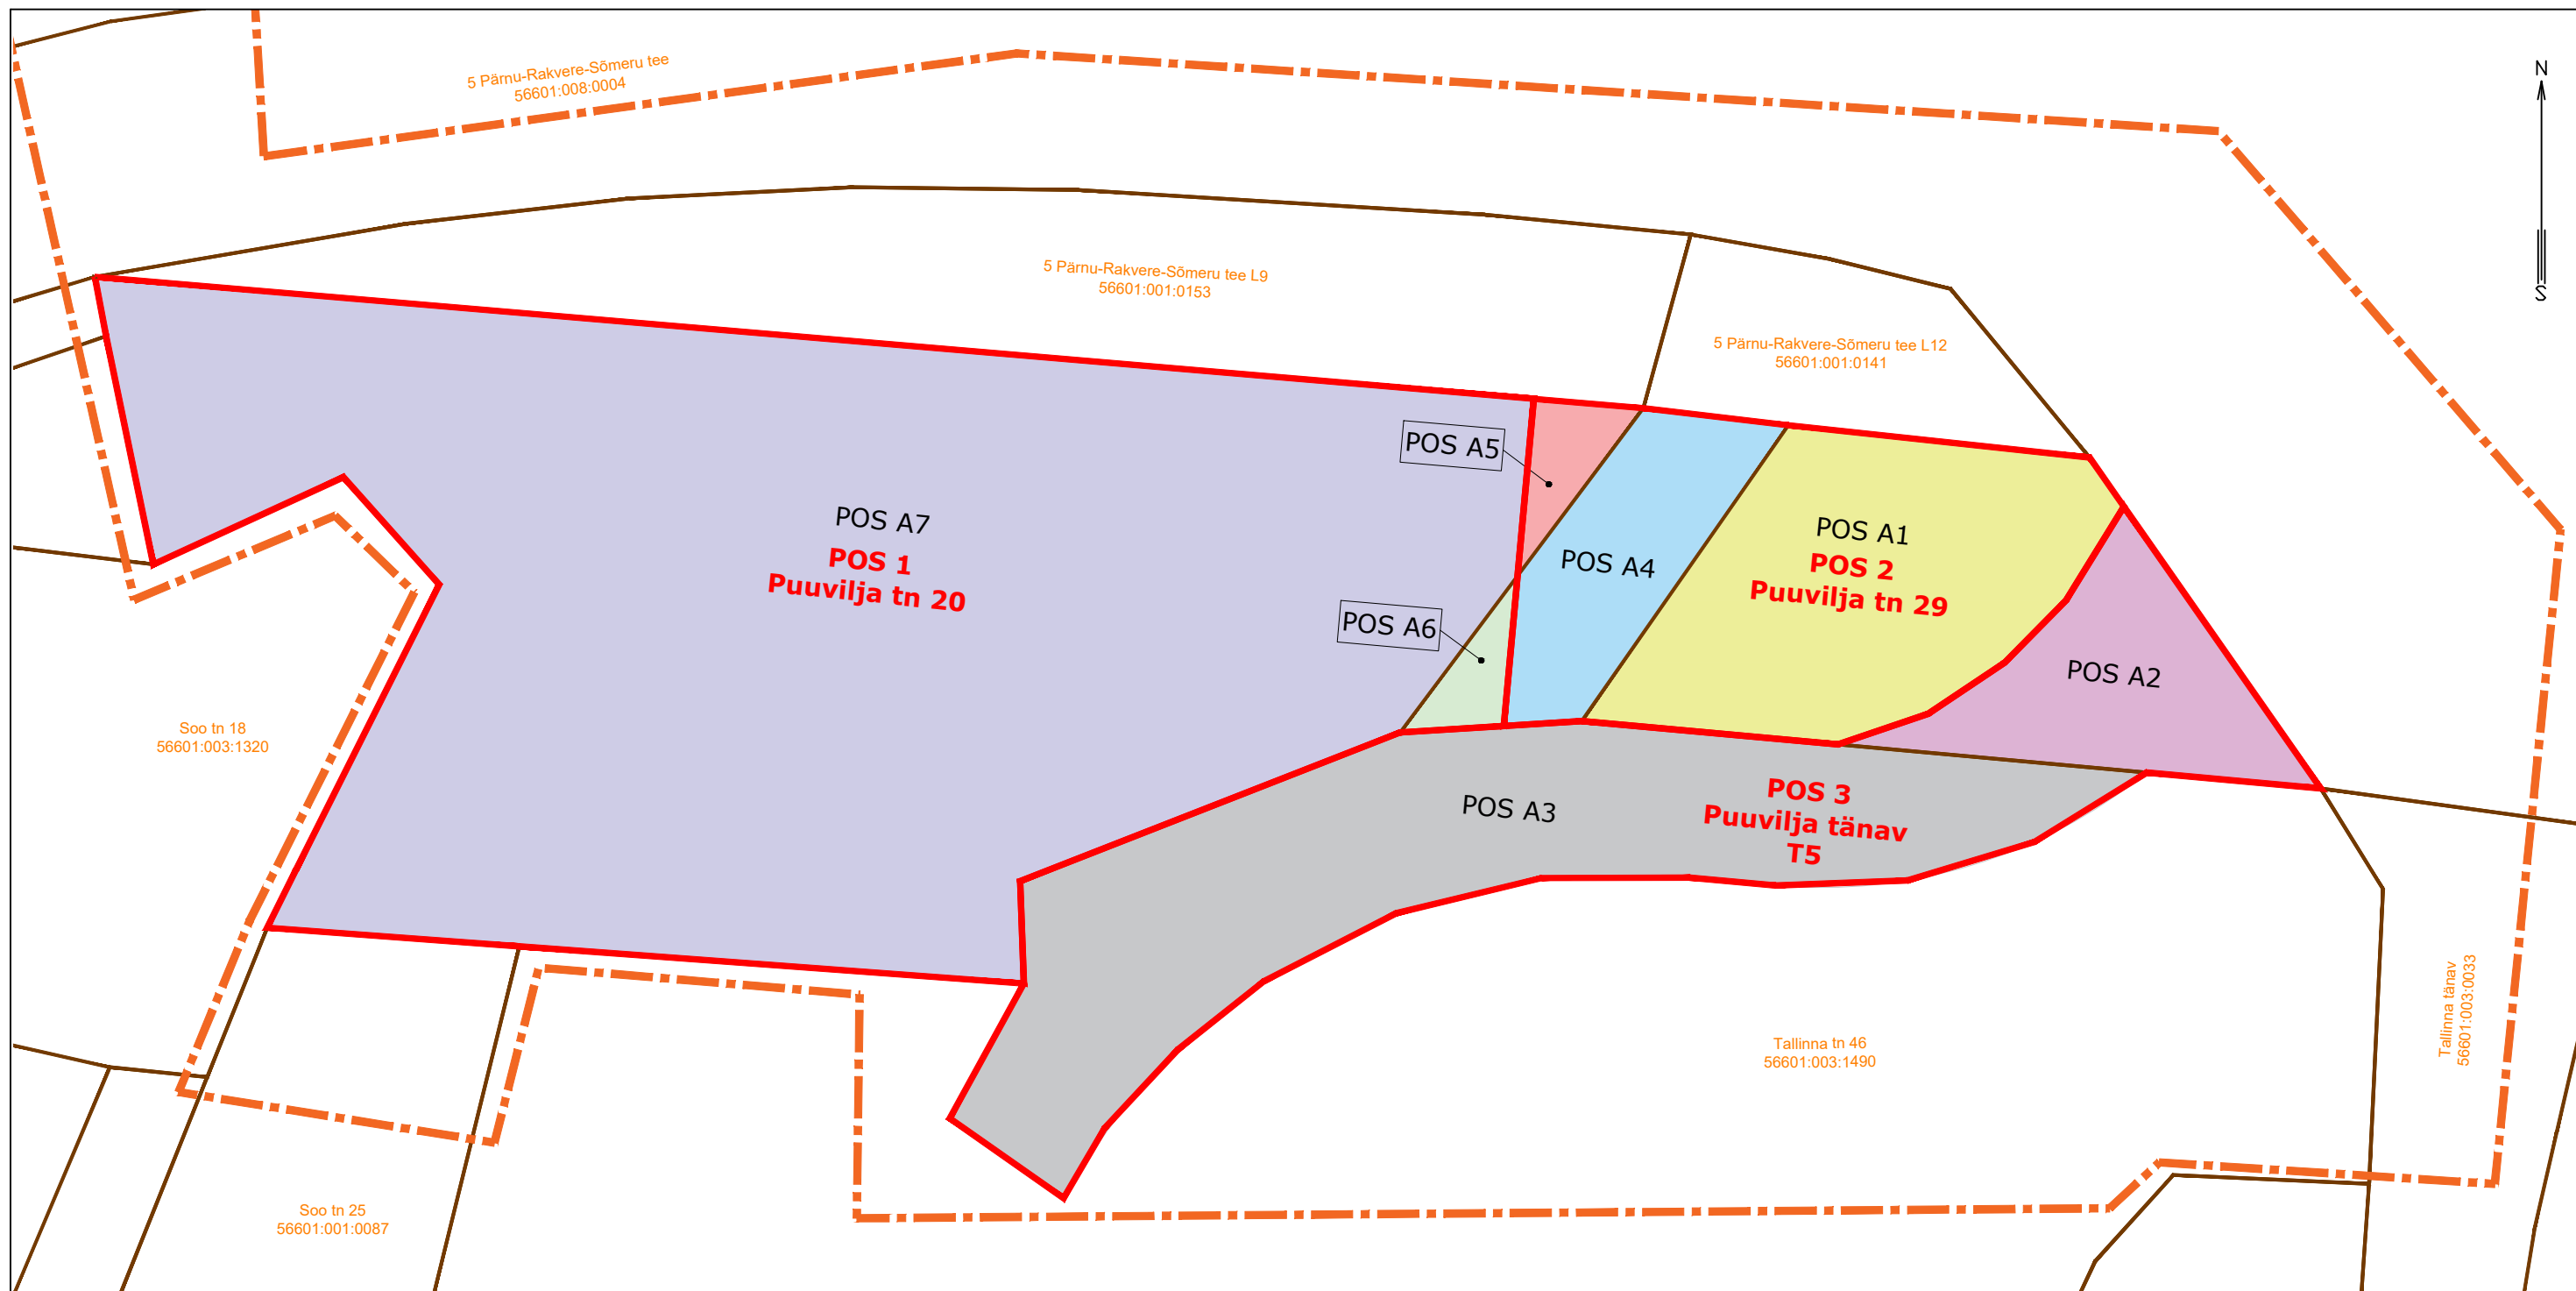 5 Pärnu-Rakvere-Sõmeru tee
56601:008:0004
N
S
5 Pärnu-Rakvere-Sõmeru tee L9
56601:001:0153
5 Pärnu-Rakvere-Sõmeru tee L12
56601:001:0141
POS A5
POS A7
POS 1
Puuvilja tn 20
POS A4
POS A1
POS 2
Puuvilja tn 29
POS A6
POS A2
Soo tn 18
56601:003:1320
POS A3
POS 3
Puuvilja tänav
T5
Tallinna tn 46
56601:003:1490
Tallinna tänav
56601:003:0033
Soo tn 25
56601:001:0087